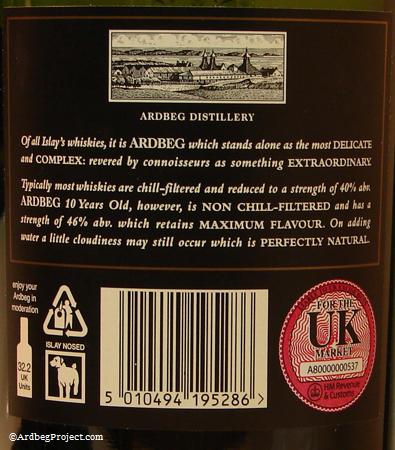 ARDBEG DISTILLERY
Of all Islay's whiskies, it is ARDBEG which stands alone as the most DELICATE
and COMPLEX: revered by connoisseurs as something EXTRAORDINARY.
Typically most whiskies are chill-filtered and reduced to a strength of 40% abv.
ARDBEG 10 Years Old, however, is NON CHILL-FILTERED and has a
strength of 46% abv. which retains MAXIMUM FLAVOUR. On adding
water a little cloudiness may still occur which is PERFECTLY NATURAL.
enjoy your
Ardbeg in
moderation
32.2
UK
Units
ISLAY NOSED
5 010494 195286 >
FOR THE
UK
MARKET
A80000000537
HM Revenue
& Customs
©ArdbegProject.com